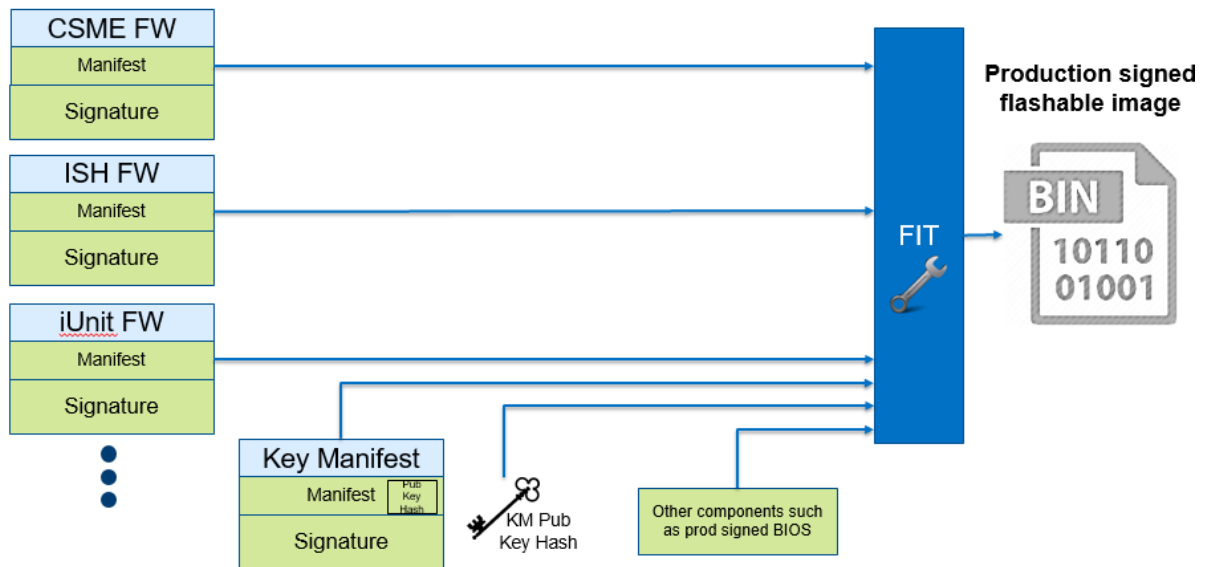 CSME FW
Manifest
Signature
ISH FW
Manifest
Signature
iUnit FW
Manifest
Signature
Key Manifest
Manifest
Pub
Key
Hash
Signature
KM Pub
Key Hash
Other components such
as prod signed BIOS
FIT
Production signed
flashable image
BIN
10110
01001